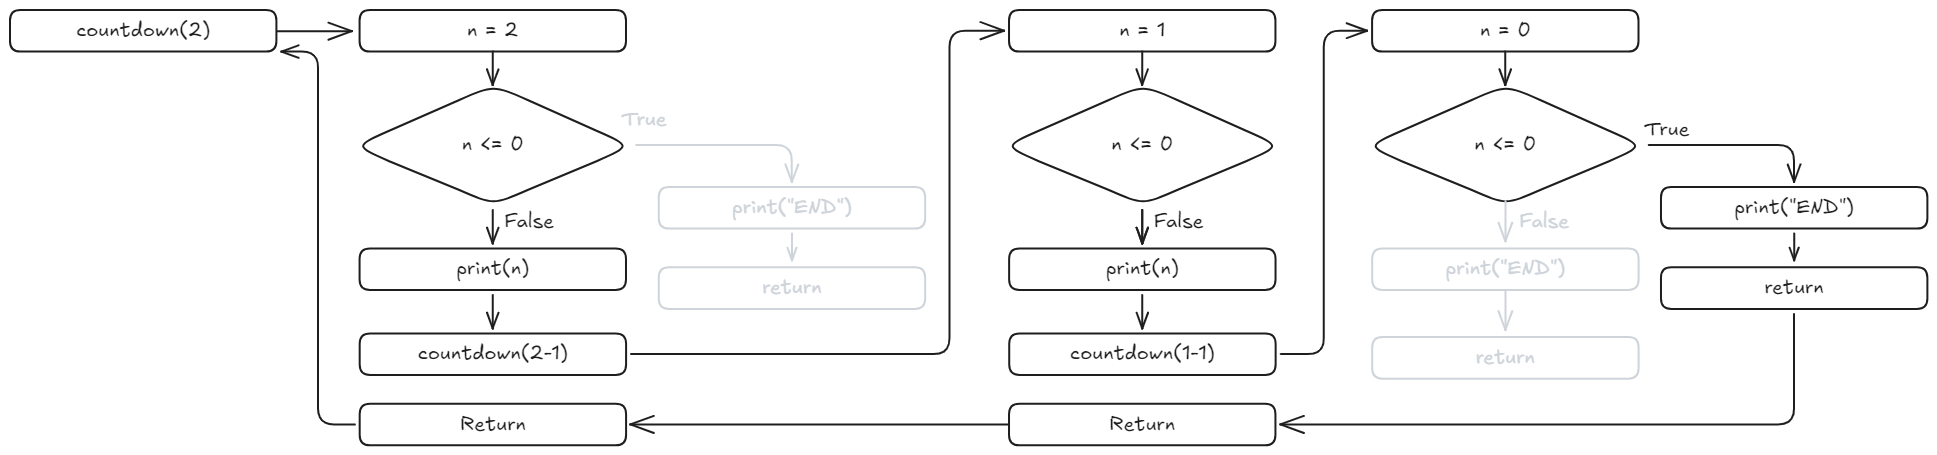 countdown(2)
n = 2
n <= 0
True
print("END")
return
False
print(n)
countdown(2-1)
Return
n = 1
n <= 0
False
print(n)
countdown(1-1)
Return
n = 0
n <= 0
True
print("END")
return
False
print("END")
return